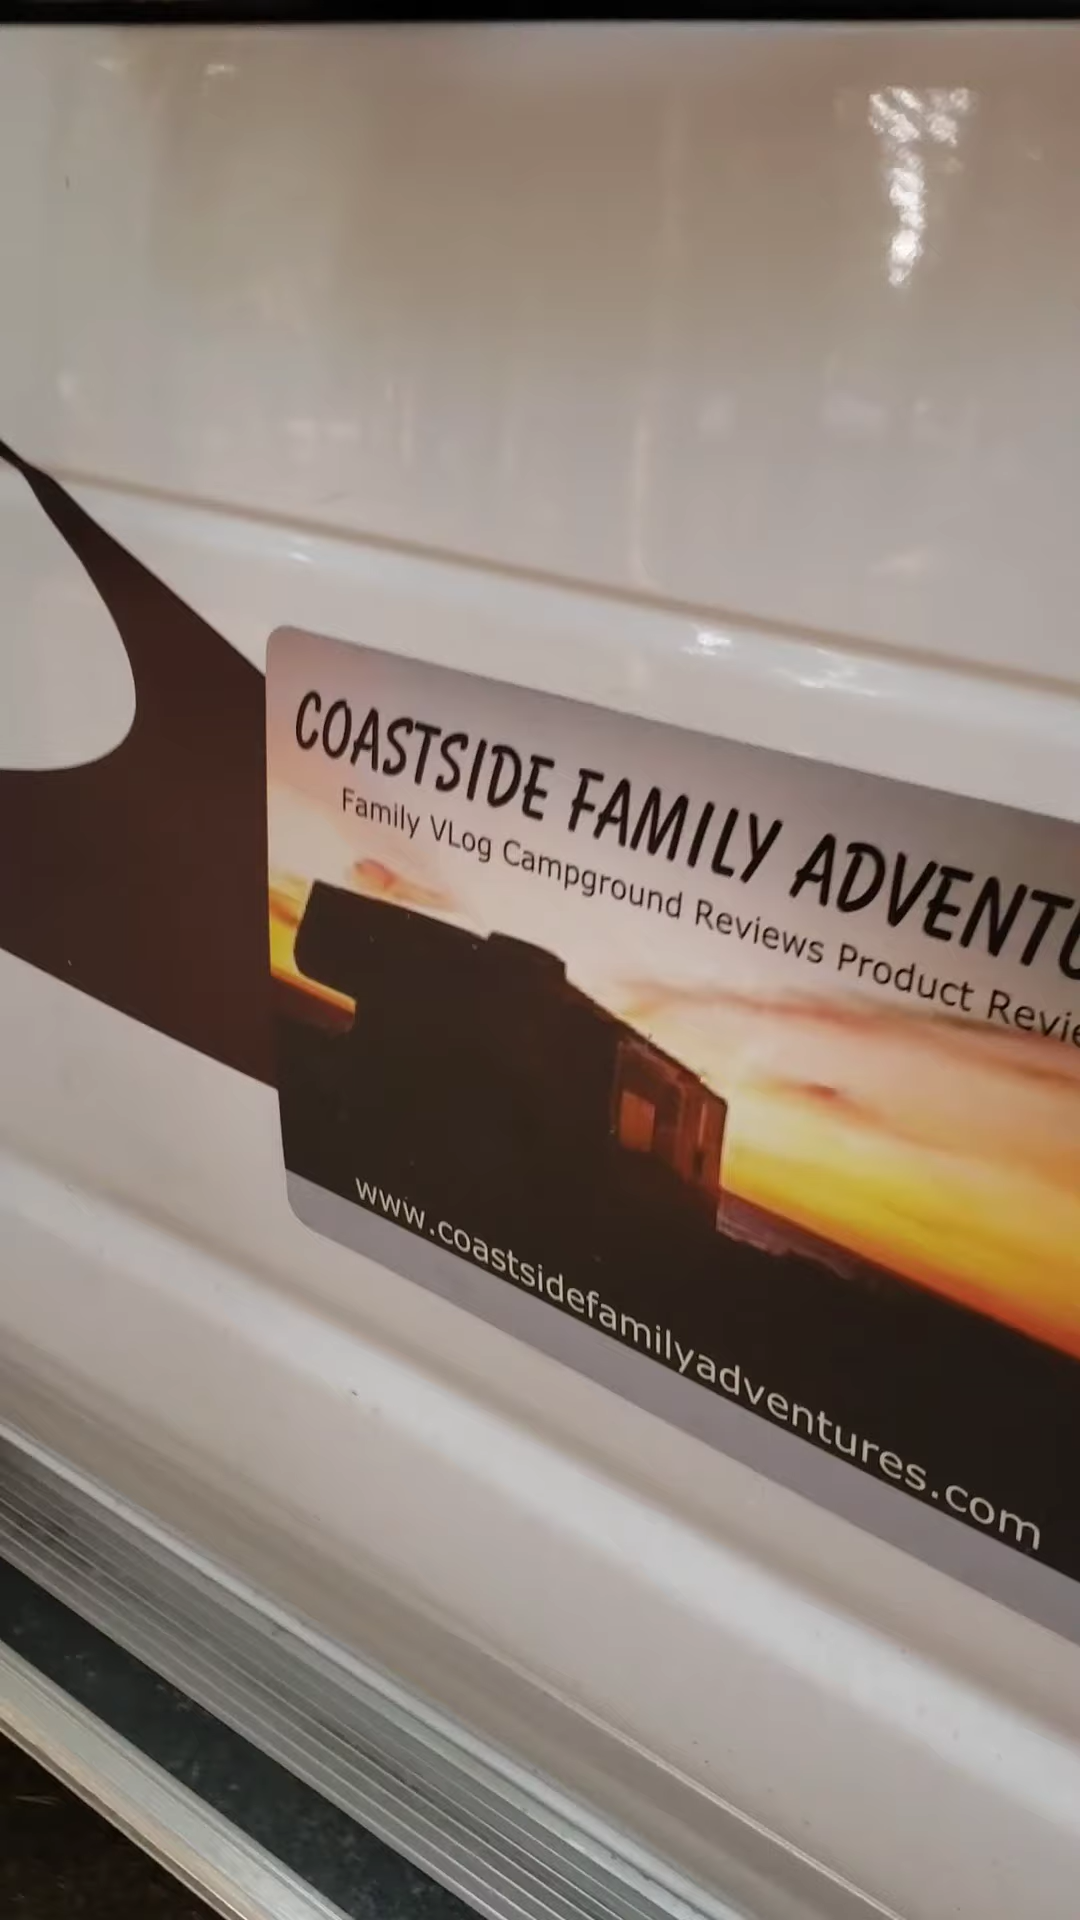 COASTSIDE FAMILY ADVENTU
Family VLog Campground Reviews Product Revie
www.coastsidefamilyadventures.com